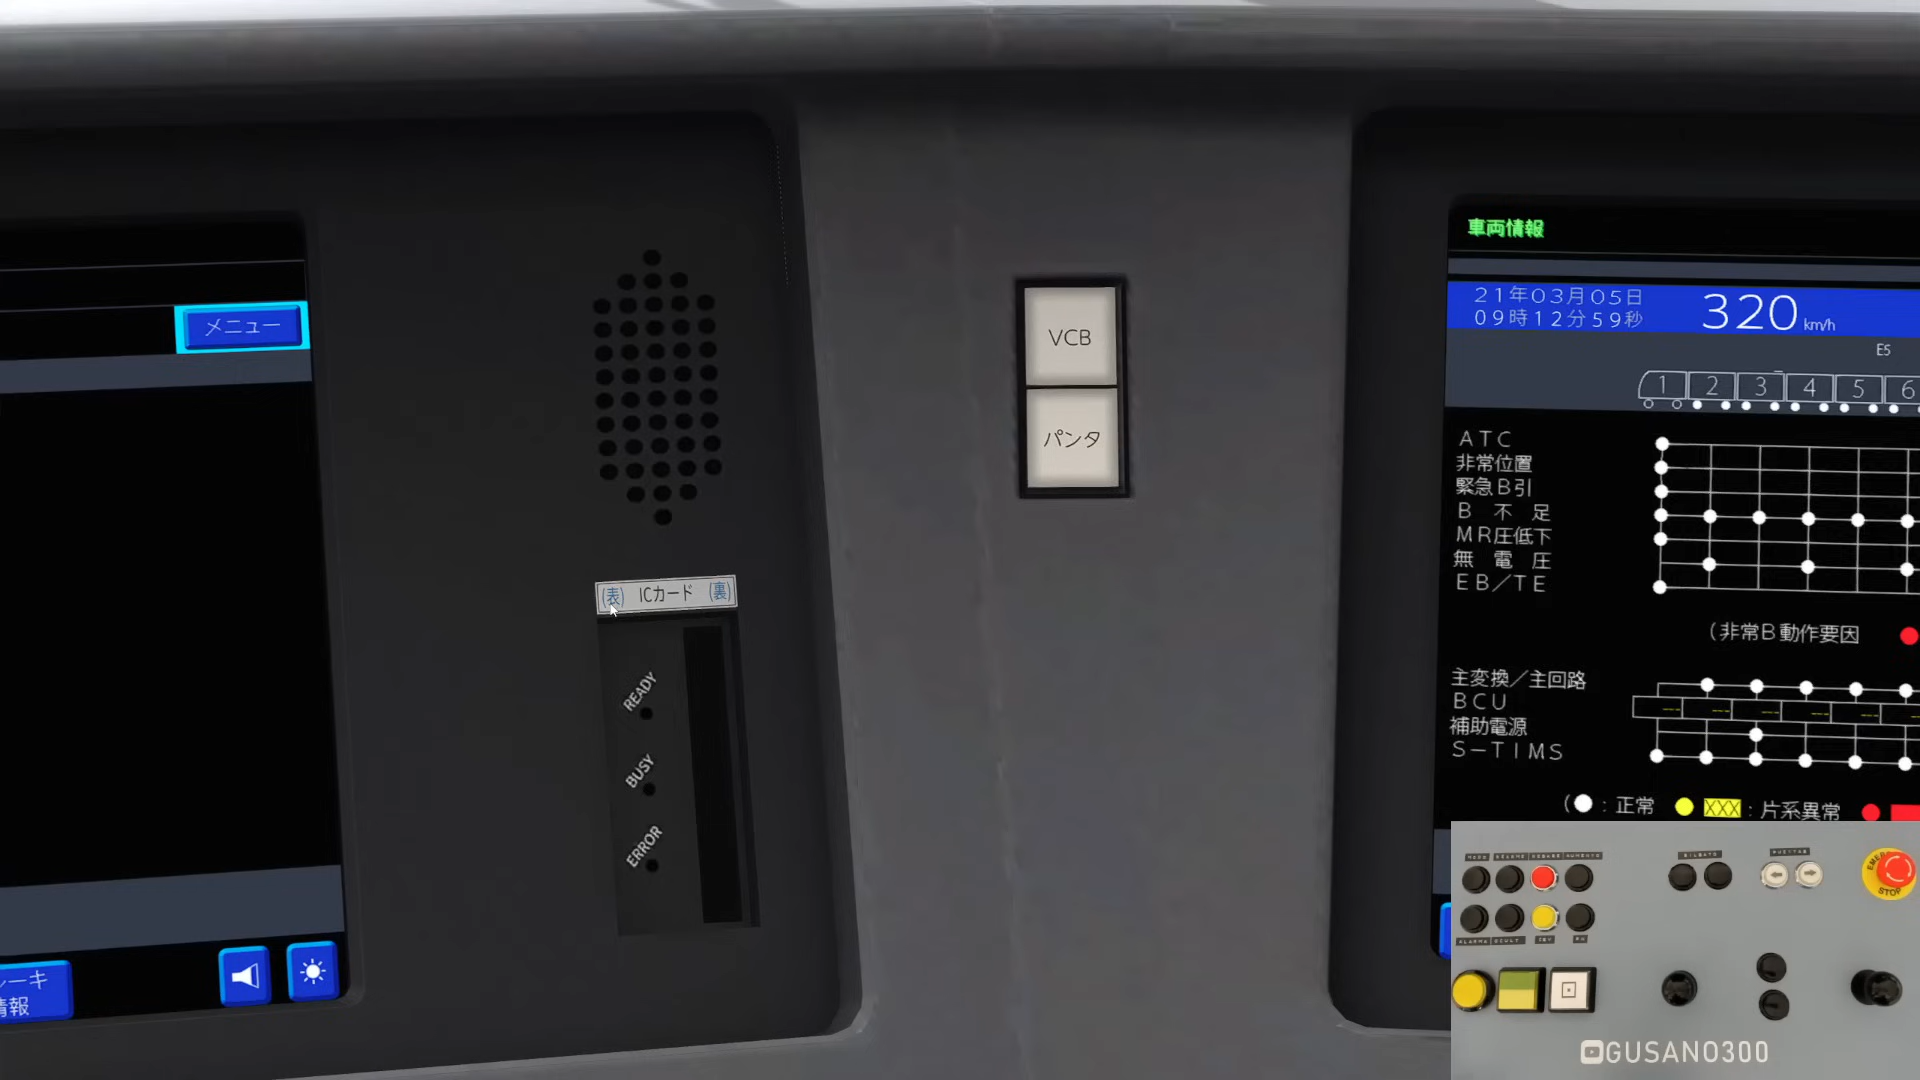 メニュー
VCB
パンタ
(表) ICカード (裏)
READY
BUSY
ERROR
ーキ
情報
車両情報
21年03月05日
09時12分59秒
320 km/h
E5
1 2 3 4 5 6
ATC
非常位置
緊急B引
B 不 足
MR圧低下
無 電 圧
EB/TE
(非常B動作要因
主変換/主回路
BCU
補助電源
S-TIMS
(○:正常 XXX:片系異常
STOP
GUSANO300